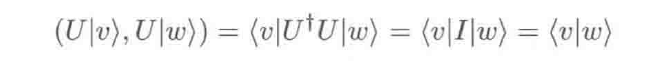 (U|v⟩, U|w⟩) = ⟨v|U†U|w⟩ = ⟨v|I|w⟩ = ⟨v|w⟩